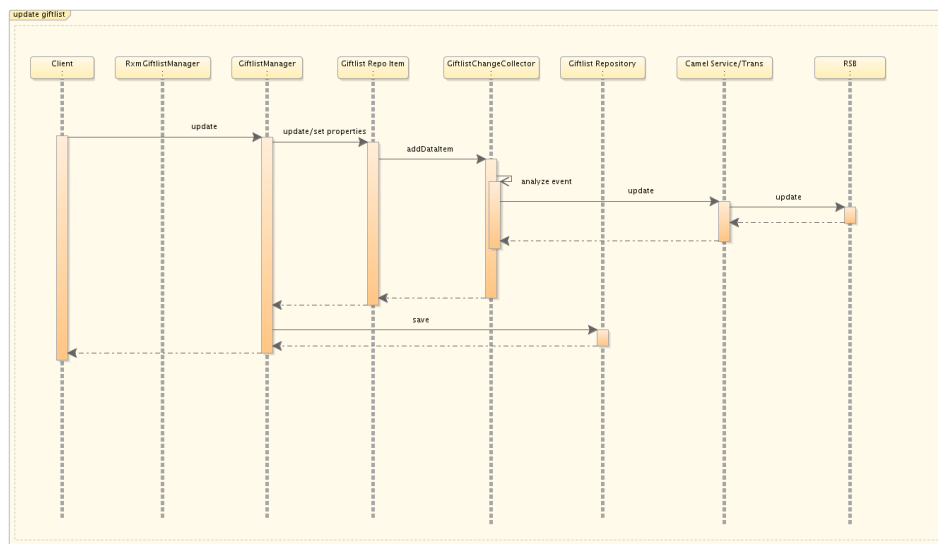 update giftlist
Client
RxmGiftlistManager
GiftlistManager
Giftlist Repo Item
GiftlistChangeCollector
Giftlist Repository
Camel Service/Trans
RSB
update
update/set properties
addDataItem
analyze event
update
update
save